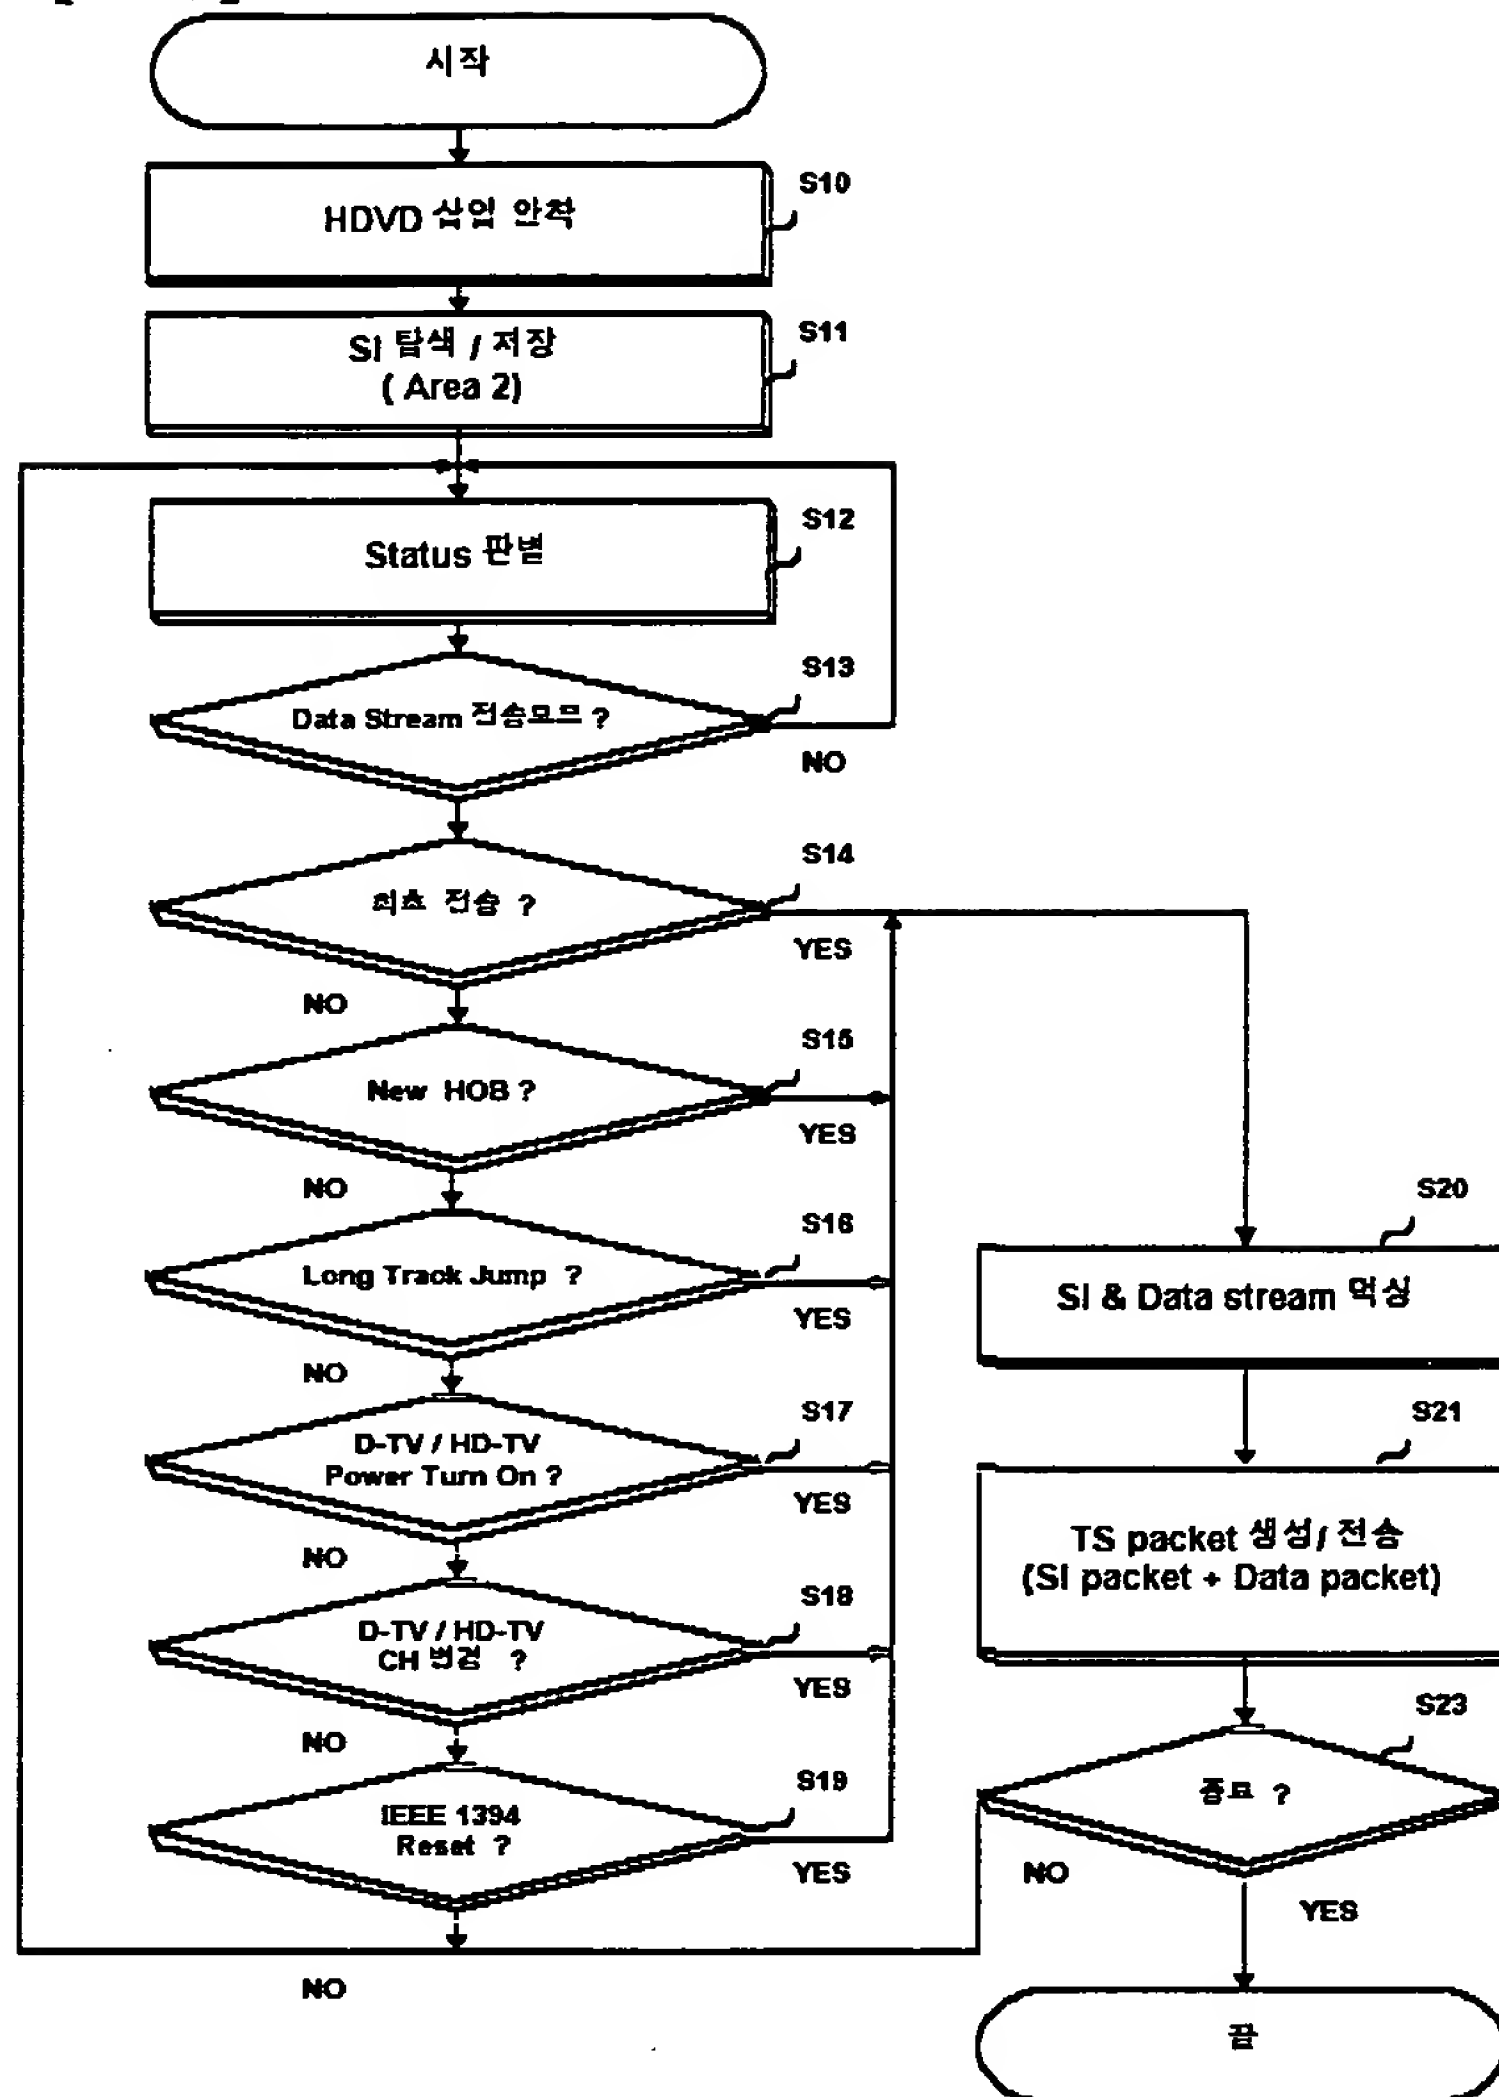 시작
HDVD 삽입 안착
S10
SI 탐색 / 저장
( Area 2)
S11
Status 판별
S12
Data Stream 전송모드 ?
S13
NO
최초 전송 ?
S14
YES
NO
New HOB ?
S15
YES
NO
Long Track Jump ?
S16
YES
NO
D-TV / HD-TV
Power Turn On ?
S17
YES
NO
D-TV / HD-TV
CH 변경 ?
S18
YES
NO
IEEE 1394
Reset ?
S19
YES
NO
S20
SI & Data stream 먹싱
S21
TS packet 생성/ 전송
(SI packet + Data packet)
S23
종료 ?
NO
YES
끝